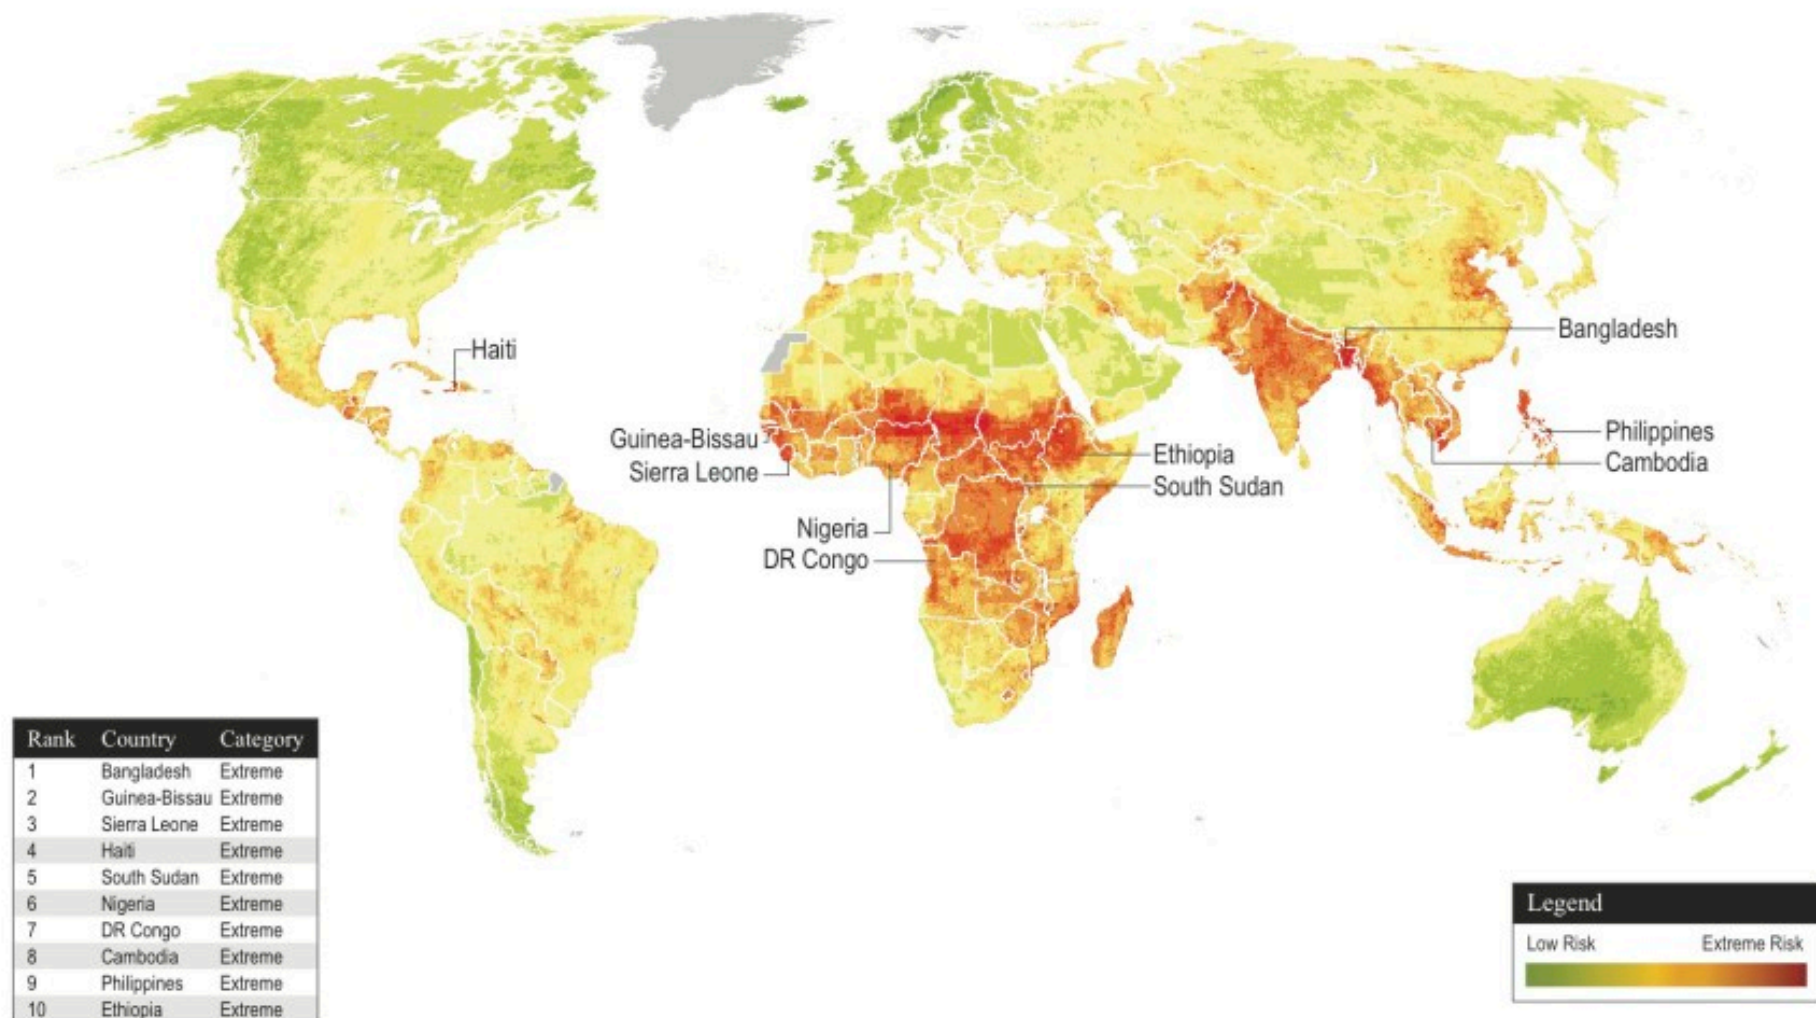 Haiti
Bangladesh
Guinea-Bissau
Sierra Leone
Philippines
Cambodia
Ethiopia
South Sudan
Nigeria
DR Congo
Rank Country Category
1 Bangladesh Extreme
2 Guinea-Bissau Extreme
3 Sierra Leone Extreme
4 Haiti Extreme
5 South Sudan Extreme
6 Nigeria Extreme
7 DR Congo Extreme
8 Cambodia Extreme
9 Philippines Extreme
10 Ethiopia Extreme
Legend
Low Risk Extreme Risk